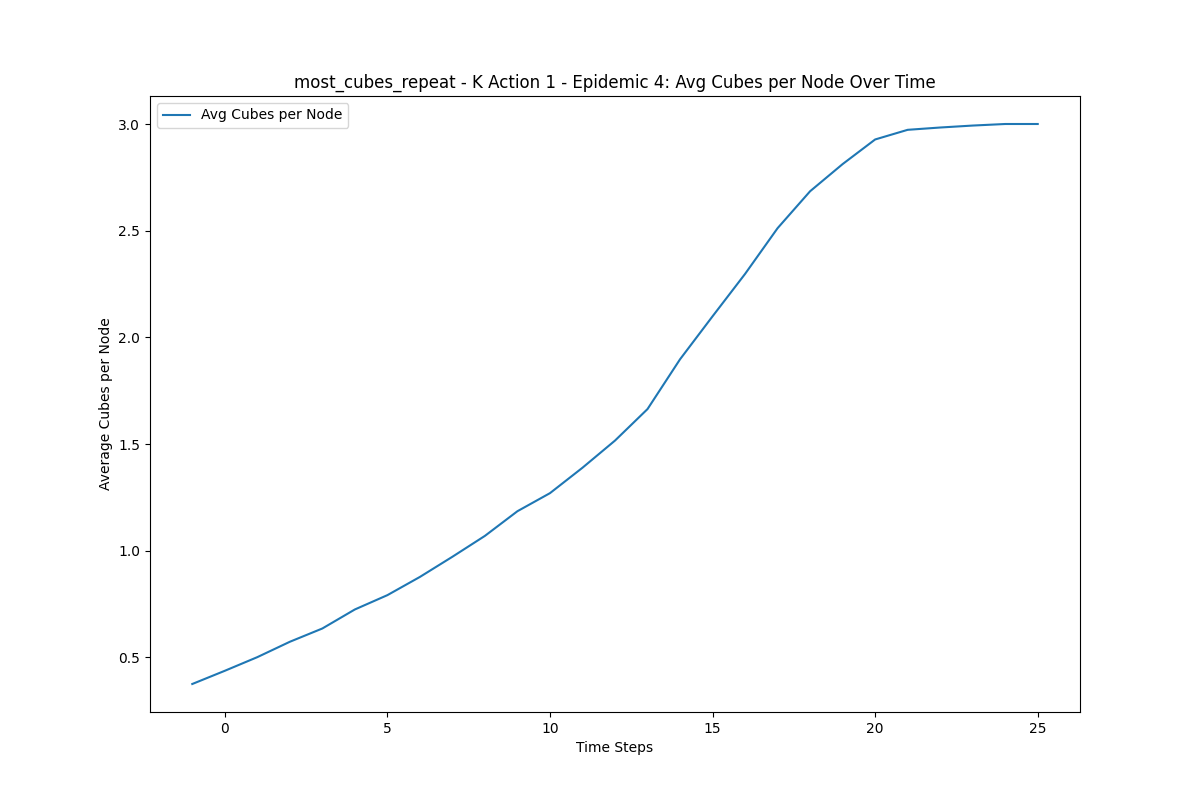 most_cubes_repeat - K Action 1 - Epidemic 4: Avg Cubes per Node Over Time
Avg Cubes per Node
3.0
2.5
2.0
1.5
1.0
0.5
Average Cubes per Node
0 5 10 15 20 25
Time Steps